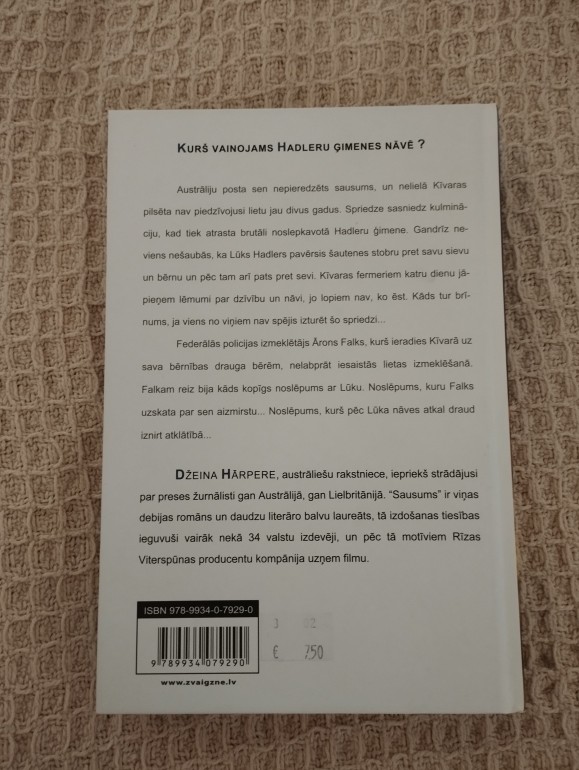 KURŠ VAINOJAMS HADLERU ĢIMENES NĀVĒ ?
Austrāliju posta sen nepieredzēts sausums, un nelielā Kīvaras
pilsēta nav piedzīvojusi lietu jau divus gadus. Spriedze sasniedz kulminā-
ciju, kad tiek atrasta brutāli noslepkavotā Hadleru ģimene. Gandrīz ne-
viens nešaubās, ka Lūks Hadlers pavērsis šautenes stobru pret savu sievu
un bērnu un pēc tam arī pats pret sevi. Kīvaras fermeriem katru dienu jā-
pieņem lēmumi par dzīvību un nāvi, jo lopiem nav, ko ēst. Kāds tur brī-
nums, ja viens no viņiem nav spējis izturēt šo spriedzi...
Federālās policijas izmeklētājs Ārons Falks, kurš ieradies Kīvarā uz
sava bērnības drauga bērēm, nelabprāt iesaistās lietas izmeklēšanā.
Falkam reiz bija kāds kopīgs noslēpums ar Lūku. Noslēpums, kuru Falks
uzskata par sen aizmirstu... Noslēpums, kurš pēc Lūka nāves atkal draud
iznirt atklātībā...
DŽEINA HĀRPERE, austrāliešu rakstniece, iepriekš strādājusi
par preses žurnālisti gan Austrālijā, gan Lielbritānijā. “Sausums” ir viņas
debijas romāns un daudzu literāro balvu laureāts, tā izdošanas tiesības
ieguvuši vairāk nekā 34 valstu izdevēji, un pēc tā motīviem Rīzas
Viterspūnas producentu kompānija uzņem filmu.
ISBN 978-9934-0-7929-0
9 789934 079290
www.zvaigzne.lv
€ 750